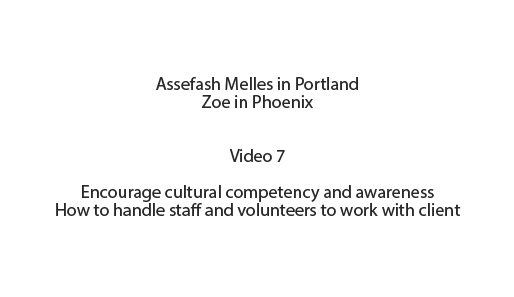 Assefash Melles in Portland
Zoe in Phoenix
Video 7
Encourage cultural competency and awareness
How to handle staff and volunteers to work with client